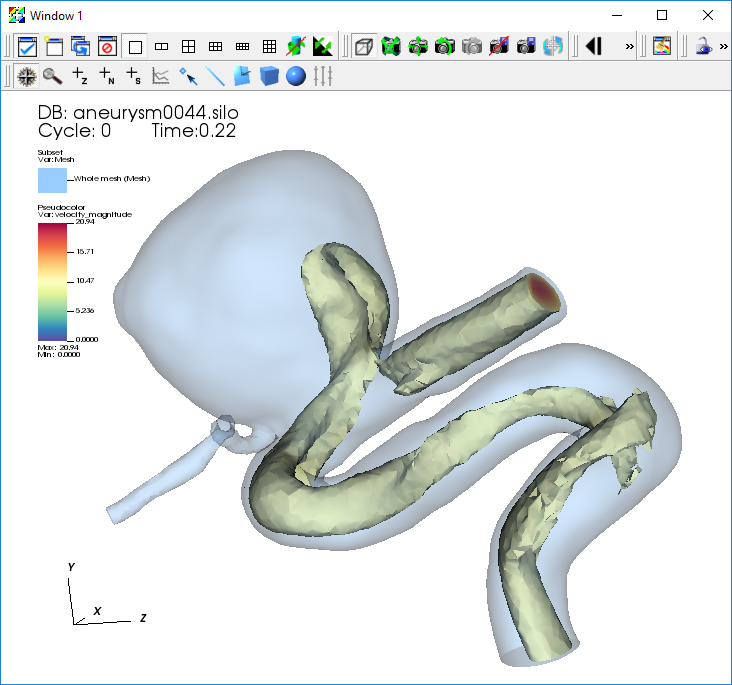 Window 1
Z
N
S
DB: aneurysm0044.silo
Cycle: 0 Time:0.22
Subset
Var: Mesh
Whole mesh (Mesh)
Pseudocolor
Var: velocity_magnitude
20.94
15.71
10.47
5.236
0.0000
Max: 20.94
Min: 0.0000
Y
X
Z